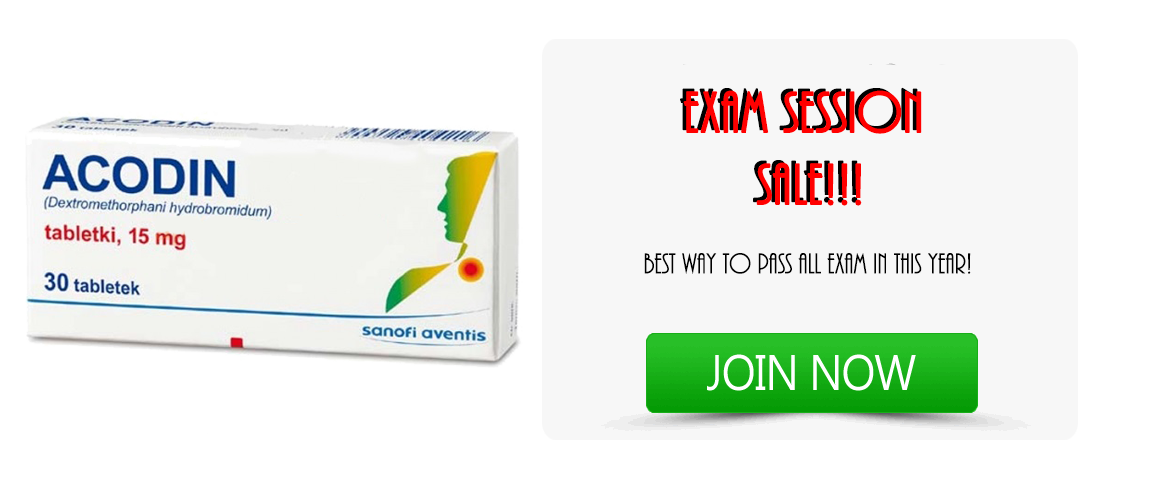 ACODIN
30 tabletek
ACODIN
(Dextromethorphani hydrobromidum)
tabletki, 15 mg
30 tabletek
sanofi aventis
EXAM SESSION
SALE!!!
BEST WAY TO PASS ALL EXAM IN THIS YEAR!
JOIN NOW